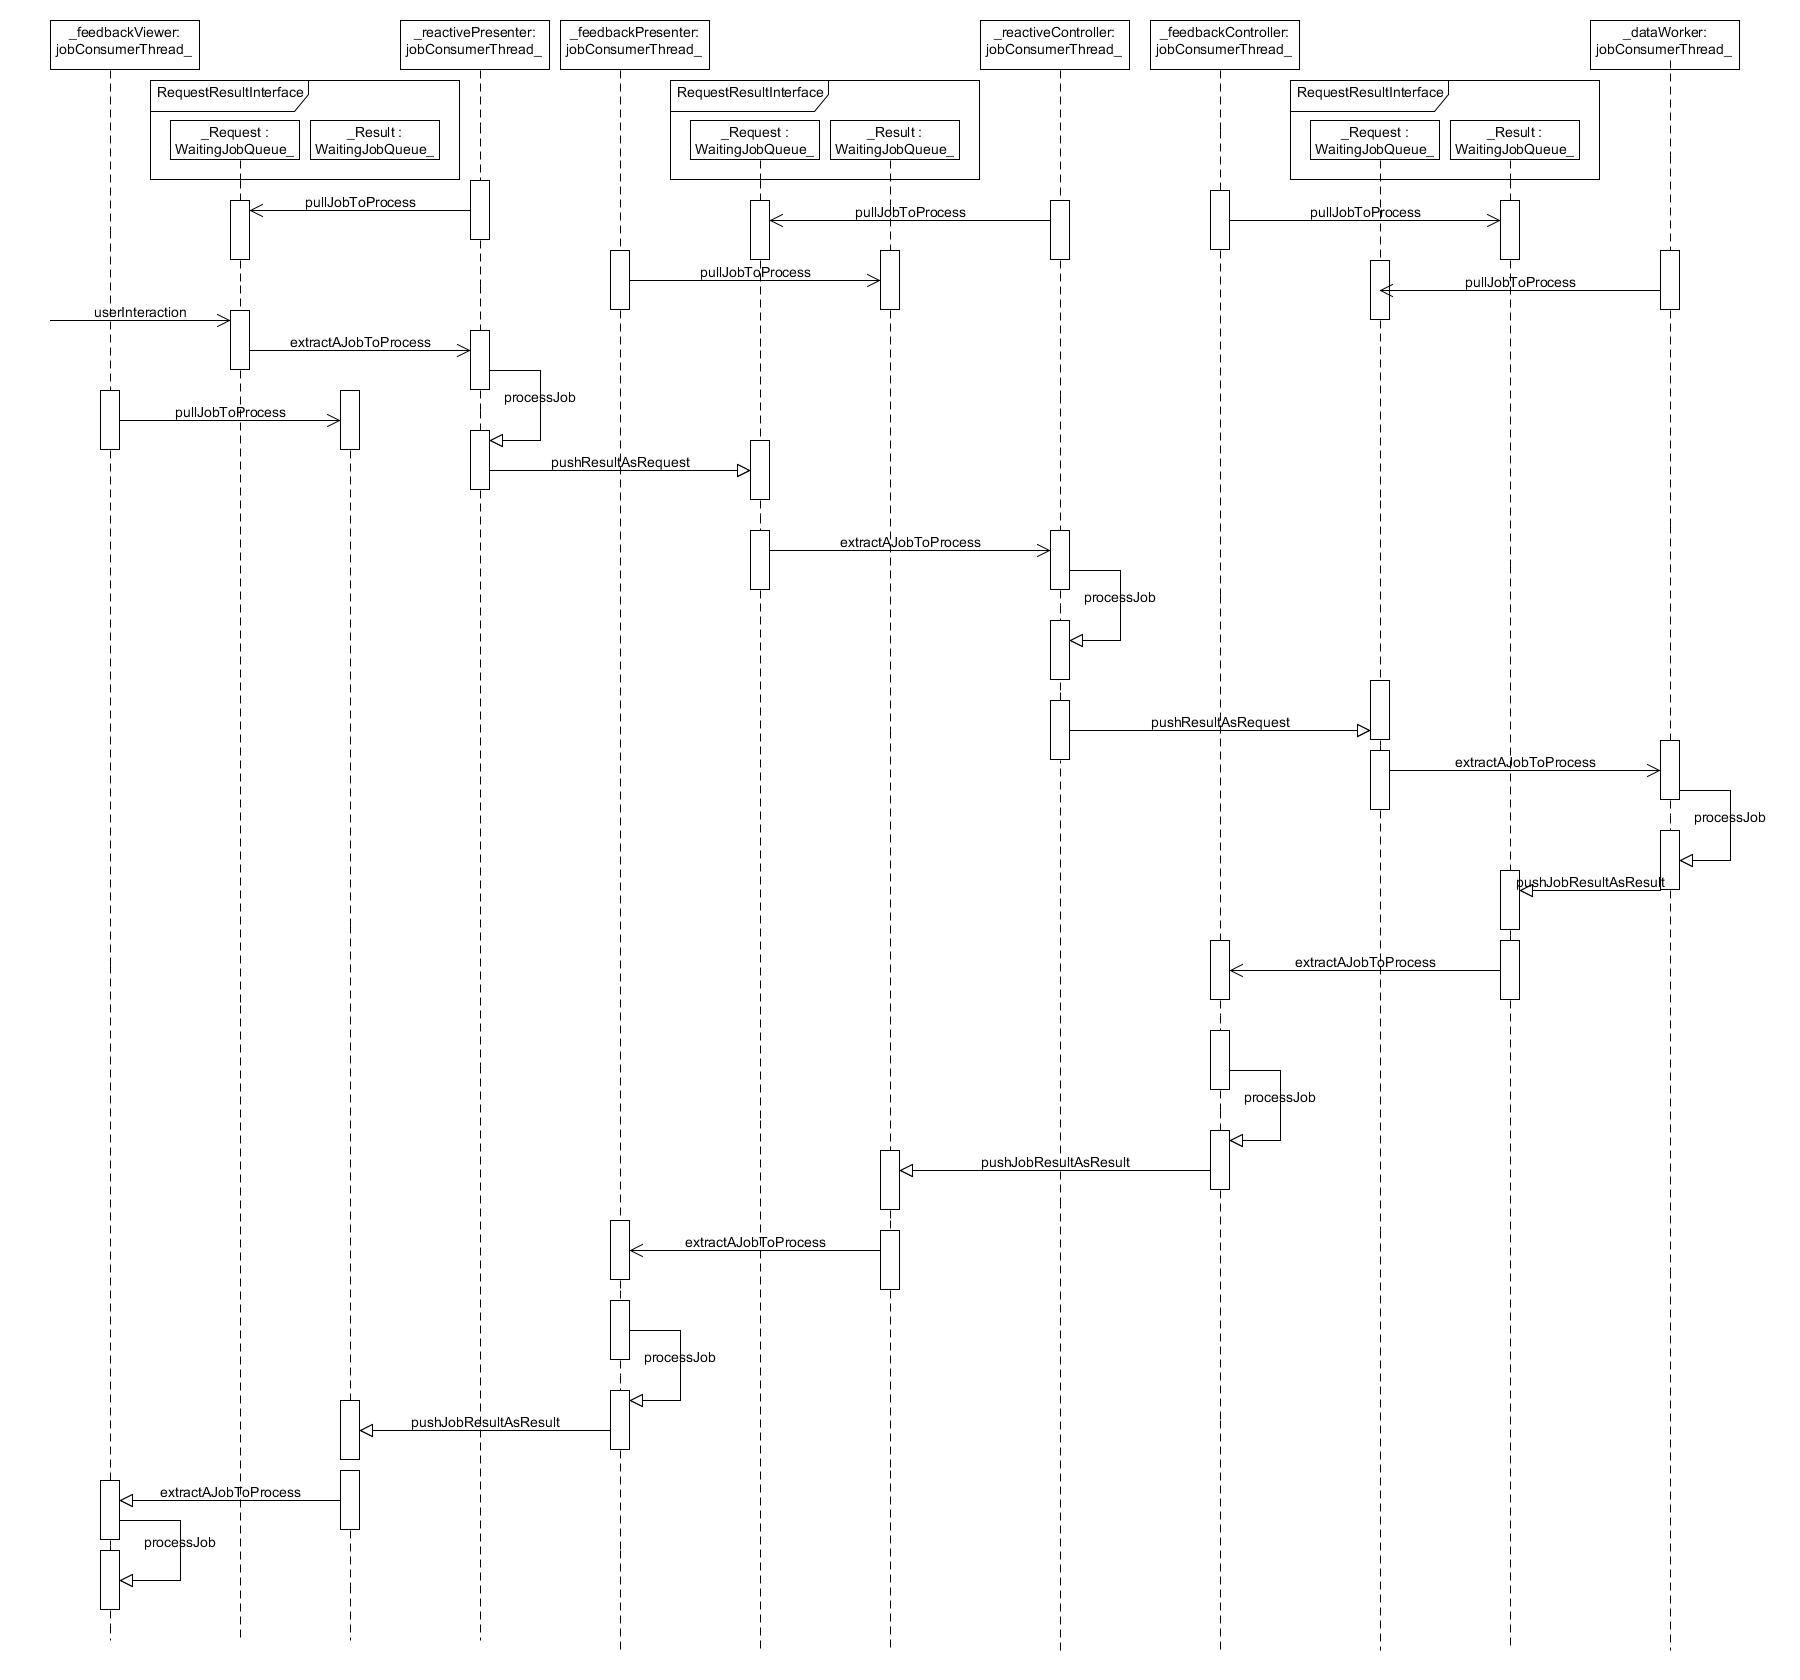 _feedbackViewer:
jobConsumerThread_
_reactivePresenter:
jobConsumerThread_
_feedbackPresenter:
jobConsumerThread_
_reactiveController:
jobConsumerThread_
_feedbackController:
jobConsumerThread_
_dataWorker:
jobConsumerThread_
RequestResultInterface
_Request :
WaitingJobQueue_
_Result :
WaitingJobQueue_
RequestResultInterface
_Request :
WaitingJobQueue_
_Result :
WaitingJobQueue_
RequestResultInterface
_Request :
WaitingJobQueue_
_Result :
WaitingJobQueue_
pullJobToProcess
pullJobToProcess
pullJobToProcess
pullJobToProcess
pullJobToProcess
userInteraction
extractAJobToProcess
processJob
pullJobToProcess
pushResultAsRequest
extractAJobToProcess
processJob
pushResultAsRequest
extractAJobToProcess
processJob
pushJobResultAsResult
extractAJobToProcess
processJob
pushJobResultAsResult
extractAJobToProcess
processJob
pushJobResultAsResult
extractAJobToProcess
processJob